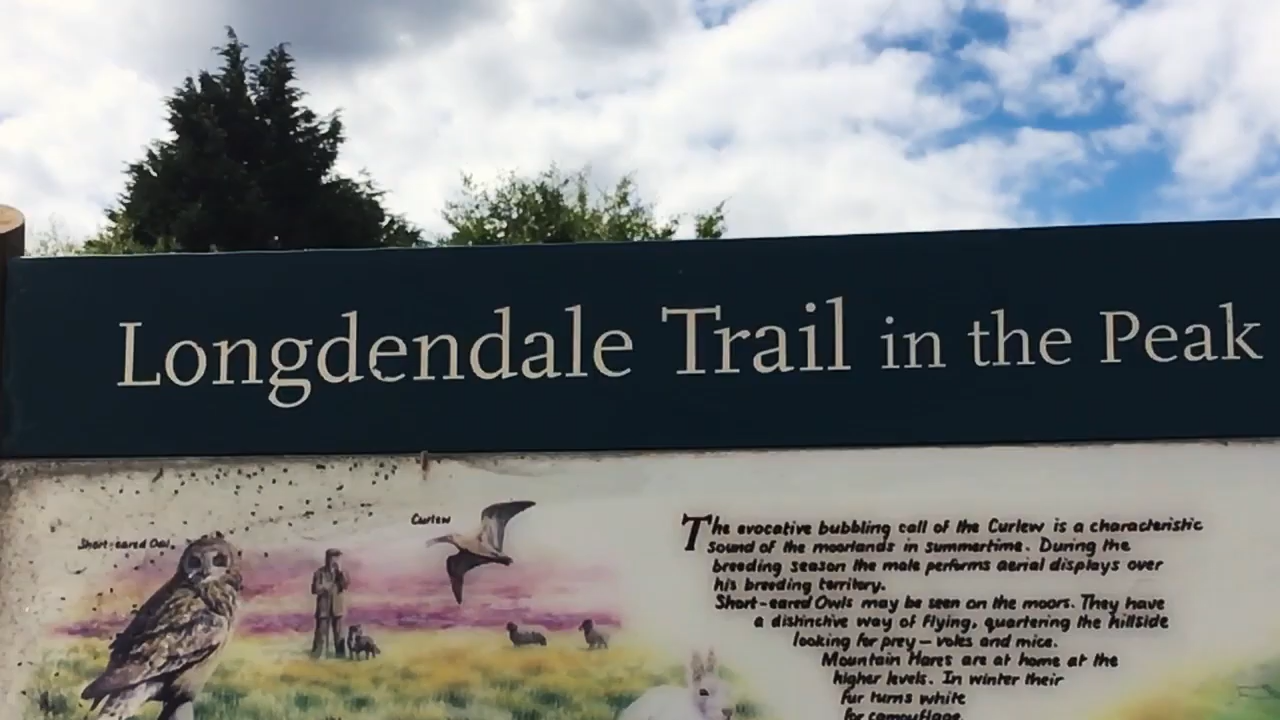 Longdendale Trail in the Peak
Curlew
Short-eared Owl
The evocative bubbling call of the Curlew is a characteristic
sound of the moorlands in summertime. During the
breeding season the male performs aerial displays over
his breeding territory.
Short-eared Owls may be seen on the moors. They have
a distinctive way of flying, quartering the hillside
looking for prey – voles and mice.
Mountain Hares are at home at the
higher levels. In winter their
fur turns white
for camouflage.